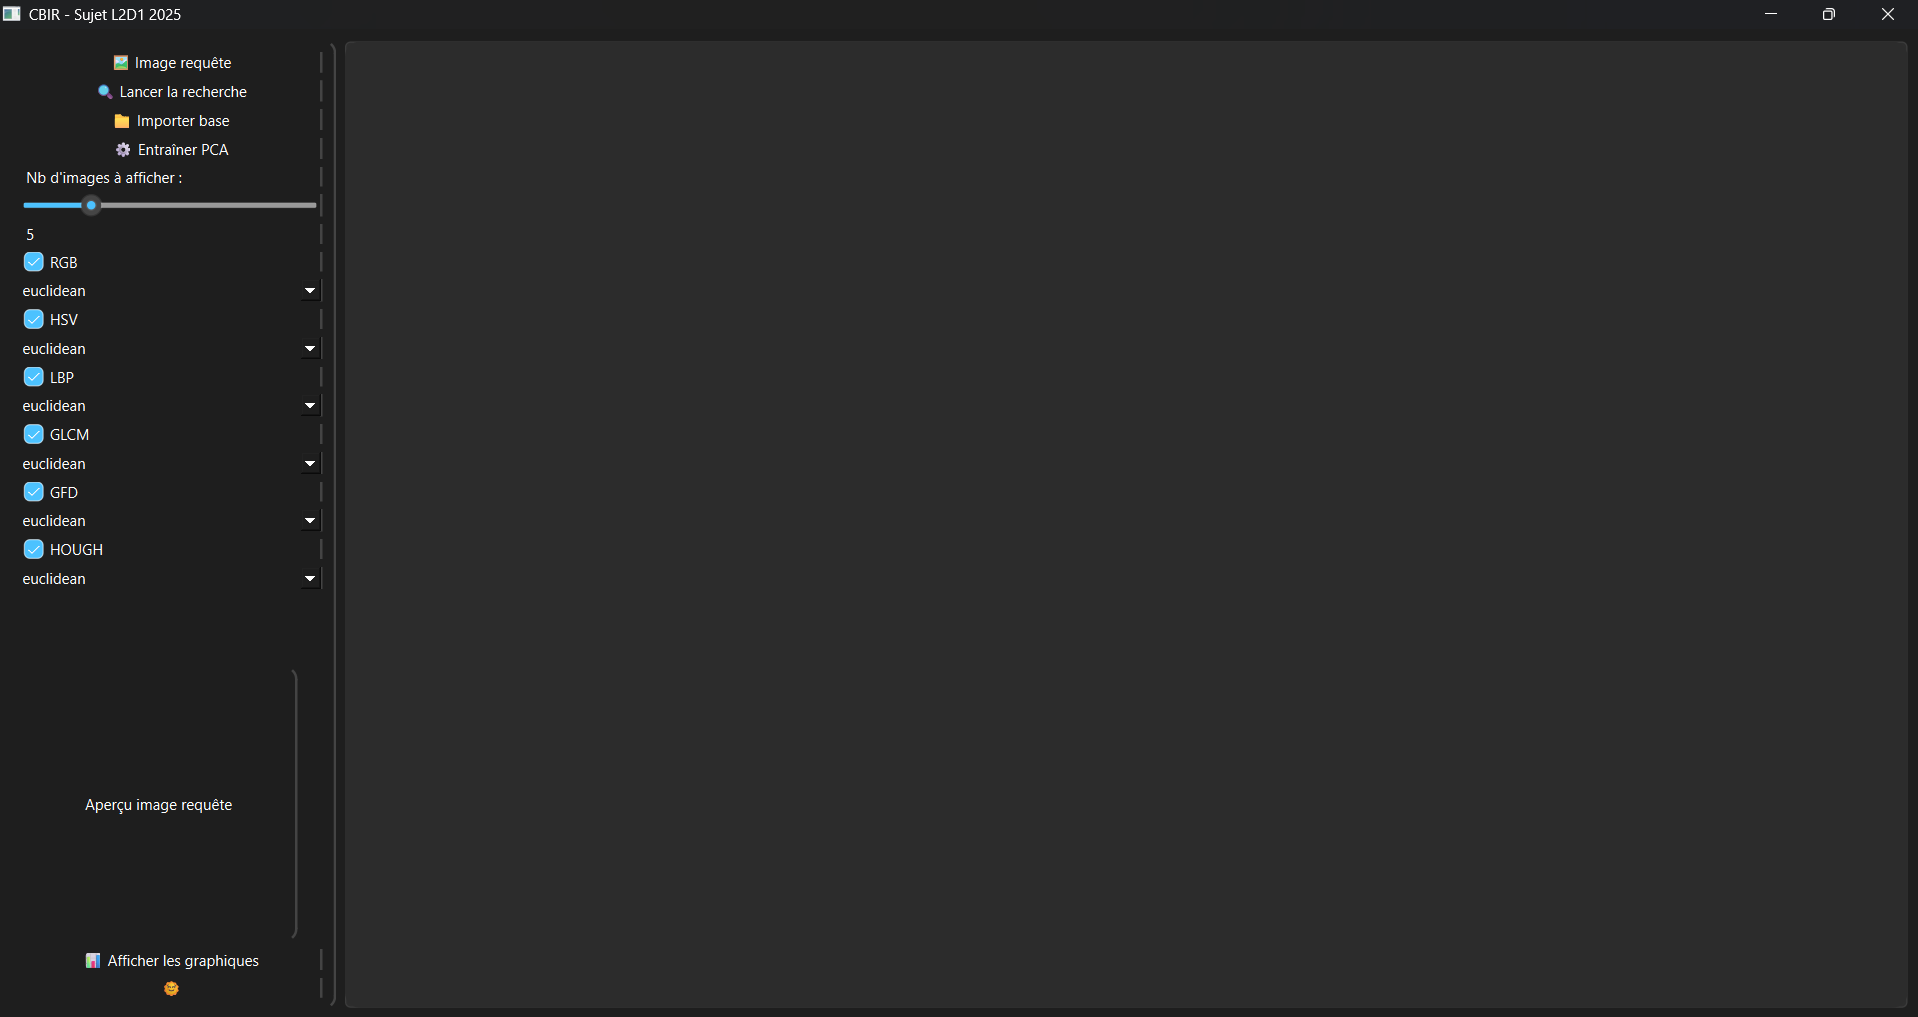 CBIR - Sujet L2D1 2025
Image requête
Lancer la recherche
Importer base
Entraîner PCA
Nb d'images à afficher :
5
RGB
euclidean
HSV
euclidean
LBP
euclidean
GLCM
euclidean
GFD
euclidean
HOUGH
euclidean
Aperçu image requête
Afficher les graphiques